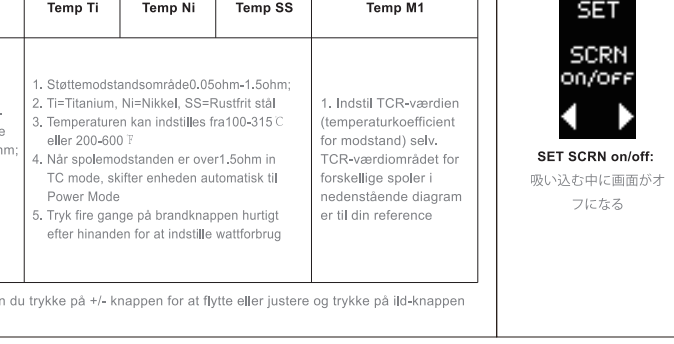 Temp Ti
Temp Ni
Temp SS
Temp M1
hm;
1. Støttemodstandsområde0.05ohm-1.5ohm;
2. Ti=Titanium, Ni=Nikkel, SS=Rustfrit stål
3. Temperaturen kan indstilles fra100-315℃
eller 200-600℉
4. Når spolemodstanden er over1.5ohm in
TC mode, skifter enheden automatisk til
Power Mode
5. Tryk fire gange på brandknappen hurtigt
efter hinanden for at indstille wattforbrug
1. Indstil TCR-værdien
(temperaturkoefficient
for modstand) selv.
TCR-værdiområdet for
forskellige spoler i
nedenstående diagram
er til din reference
n du trykke på +/- knappen for at flytte eller justere og trykke på ild-knappen
SET
SCRN
on/oFF
SET SCRN on/off:
吸い込む中に画面がオ
フになる